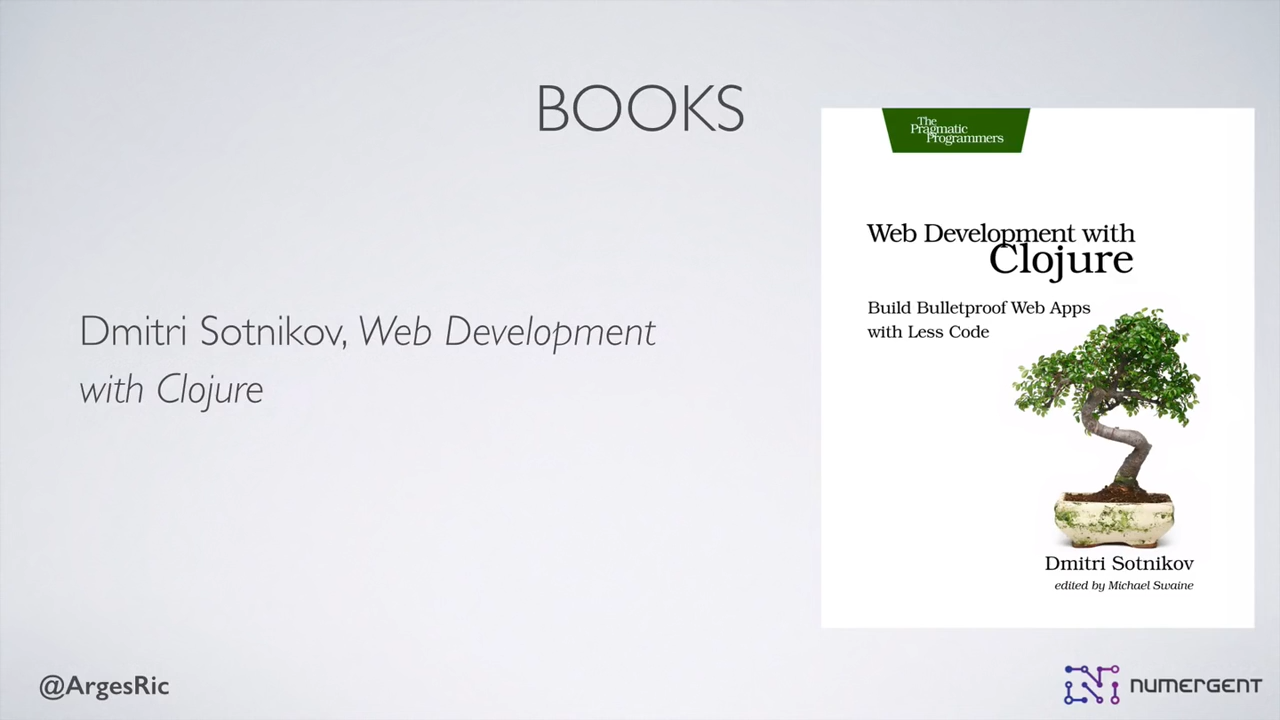 BOOKS
Dmitri Sotnikov, Web Development
with Clojure
The
Pragmatic
Programmers
Web Development with
Clojure
Build Bulletproof Web Apps
with Less Code
Dmitri Sotnikov
edited by Michael Swaine
@ArgesRic
NUMERGENT